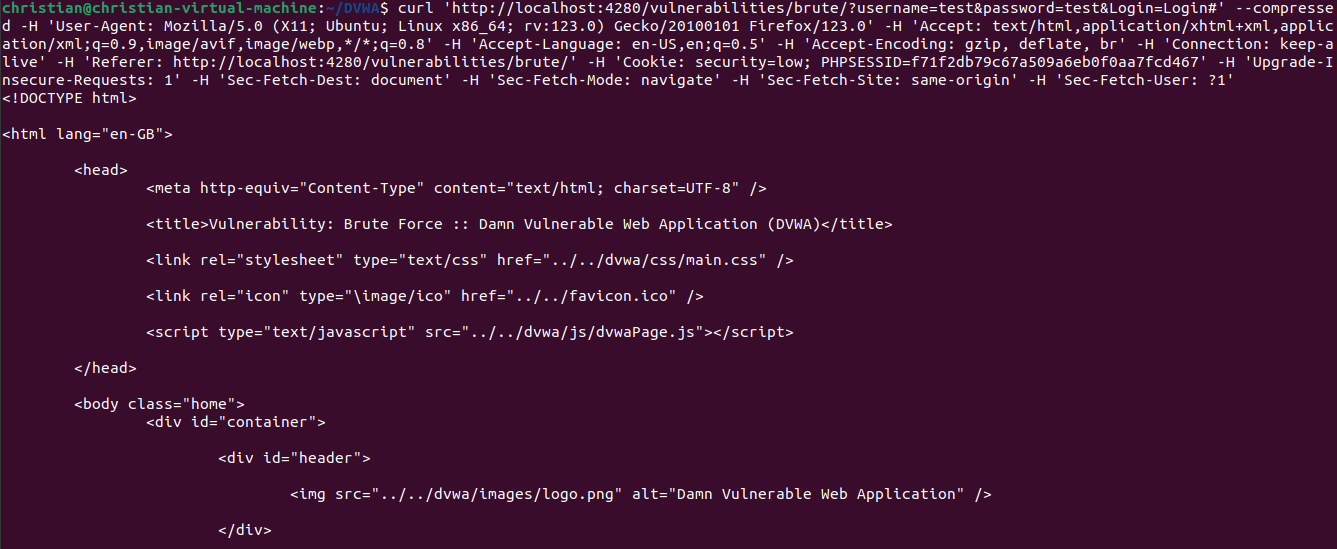 christian@christian-virtual-machine:~/DVWA$ curl 'http://localhost:4280/vulnerabilities/brute/?username=test&password=test&Login=Login#' --compresse
d -H 'User-Agent: Mozilla/5.0 (X11; Ubuntu; Linux x86_64; rv:123.0) Gecko/20100101 Firefox/123.0' -H 'Accept: text/html,application/xhtml+xml,applic
ation/xml;q=0.9,image/avif,image/webp,*/*;q=0.8' -H 'Accept-Language: en-US,en;q=0.5' -H 'Accept-Encoding: gzip, deflate, br' -H 'Connection: keep-a
live' -H 'Referer: http://localhost:4280/vulnerabilities/brute/' -H 'Cookie: security=low; PHPSESSID=f71f2db79c67a509a6eb0f0aa7fcd467' -H 'Upgrade-I
nsecure-Requests: 1' -H 'Sec-Fetch-Dest: document' -H 'Sec-Fetch-Mode: navigate' -H 'Sec-Fetch-Site: same-origin' -H 'Sec-Fetch-User: ?1'
<!DOCTYPE html>
<html lang="en-GB">
<head>
<meta http-equiv="Content-Type" content="text/html; charset=UTF-8" />
<title>Vulnerability: Brute Force :: Damn Vulnerable Web Application (DVWA)</title>
<link rel="stylesheet" type="text/css" href="../../dvwa/css/main.css" />
<link rel="icon" type="\image/ico" href="../../favicon.ico" />
<script type="text/javascript" src="../../dvwa/js/dvwaPage.js"></script>
</head>
<body class="home">
<div id="container">
<div id="header">
<img src="../../dvwa/images/logo.png" alt="Damn Vulnerable Web Application" />
</div>